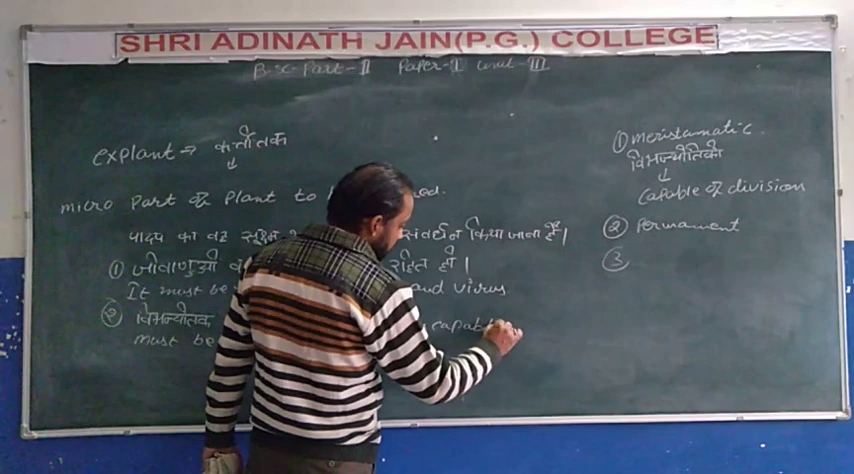 SHRI ADINATH JAIN(P.G.) COLLEGE
B.Sc. Part-II Paper-I Unit-III
explant → कर्तोतक
↓
micro Part of Plant to
पादप का वह सूक्ष्म संवर्धन किया जाता है।
① जीवाणुओं रहित हो।
It must be and virus
② विभज्योतक
must be capab
① meristamatic.
विभज्योतिकी
↓
Capable of division
② Permament
③